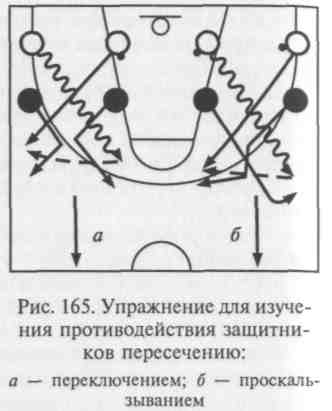 а
б
Рис. 165. Упражнение для изуче-
ния противодействия защитни-
ков пересечению:
а — переключением; б — проскаль-
зыванием